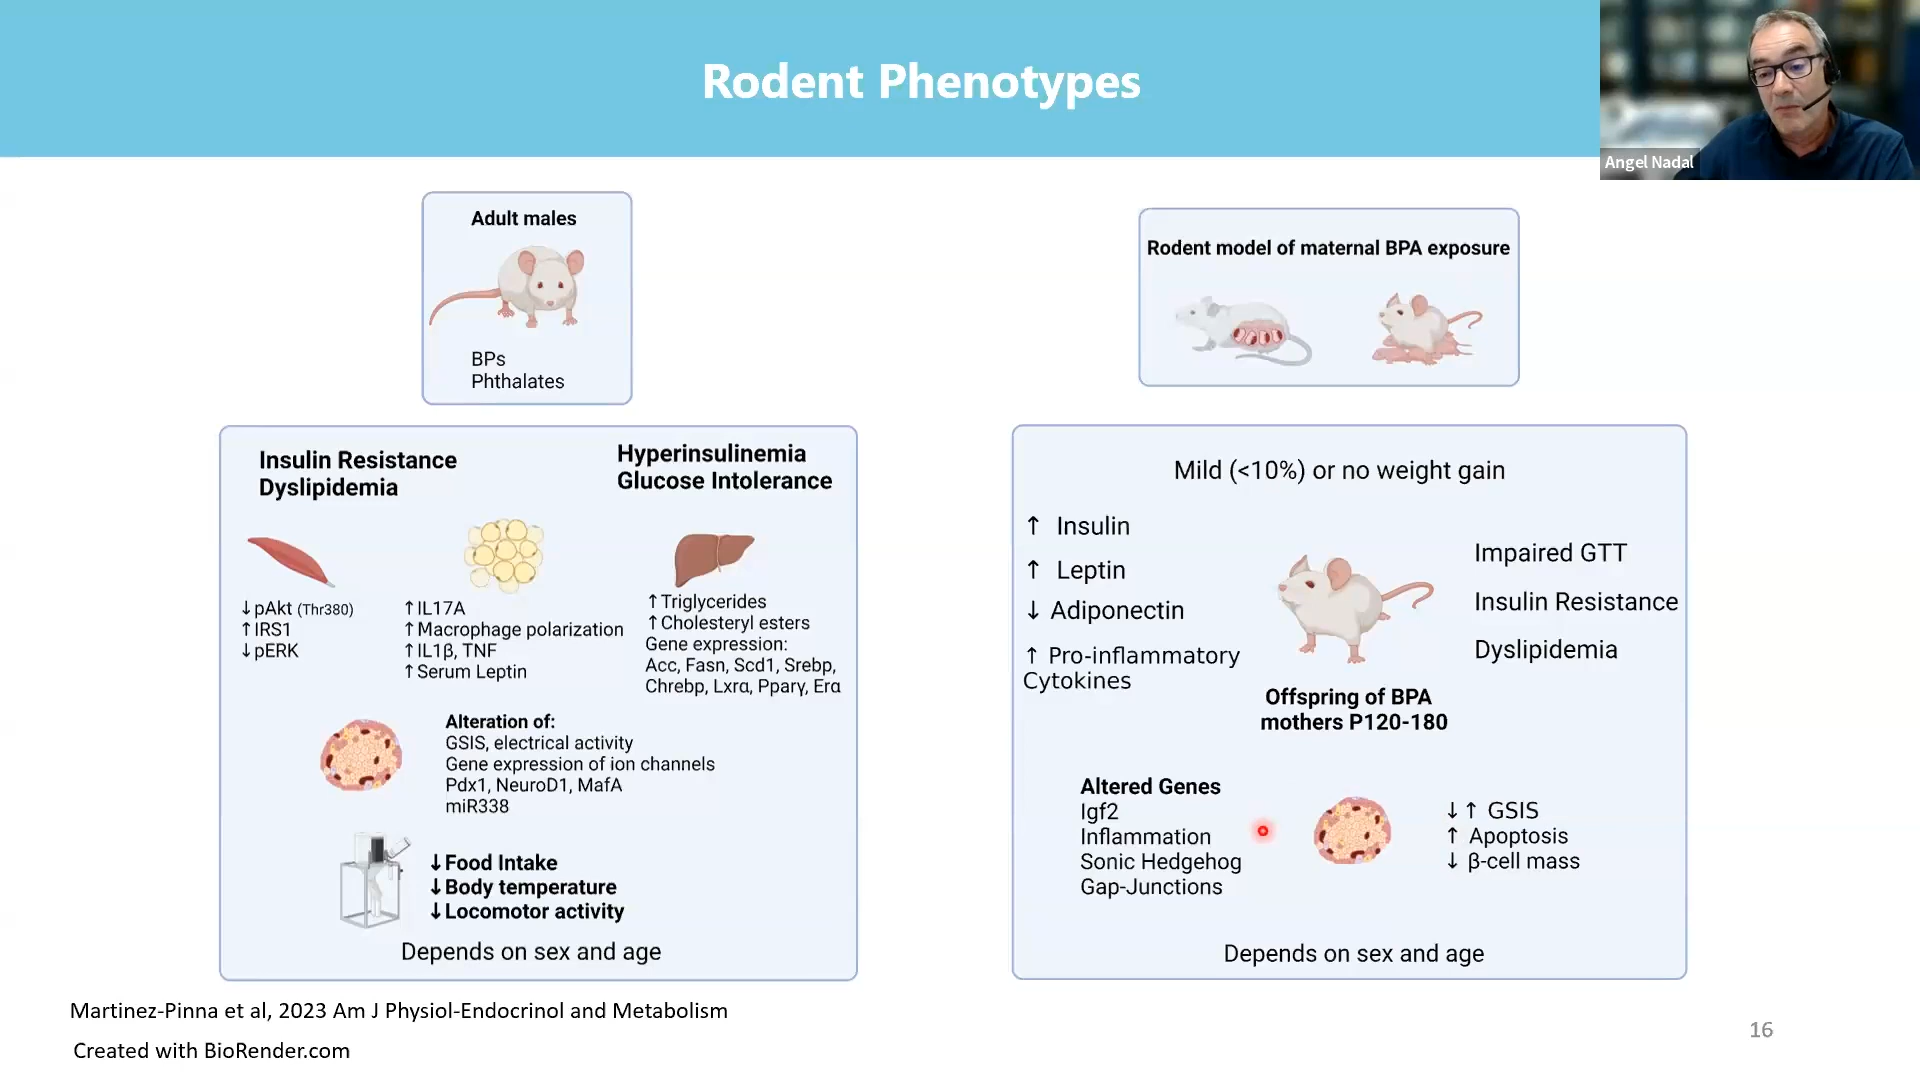 Rodent Phenotypes
Angel Nadal
Adult males
BPs
Phthalates
Insulin Resistance
Dyslipidemia
Hyperinsulinemia
Glucose Intolerance
↓pAkt (Thr380)
↑IRS1
↓pERK
↑IL17A
↑Macrophage polarization
↑IL1β, TNF
↑Serum Leptin
↑Triglycerides
↑Cholesteryl esters
Gene expression:
Acc, Fasn, Scd1, Srebp,
Chrebp, Lxrα, Pparγ, Erα
Alteration of:
GSIS, electrical activity
Gene expression of ion channels
Pdx1, NeuroD1, MafA
miR338
↓Food Intake
↓Body temperature
↓Locomotor activity
Depends on sex and age
Rodent model of maternal BPA exposure
Mild (<10%) or no weight gain
↑ Insulin
↑ Leptin
↓ Adiponectin
↑ Pro-inflammatory
Cytokines
Impaired GTT
Insulin Resistance
Dyslipidemia
Offspring of BPA
mothers P120-180
Altered Genes
Igf2
Inflammation
Sonic Hedgehog
Gap-Junctions
↓↑ GSIS
↑ Apoptosis
↓ β-cell mass
Depends on sex and age
Martinez-Pinna et al, 2023 Am J Physiol-Endocrinol and Metabolism
Created with BioRender.com
16